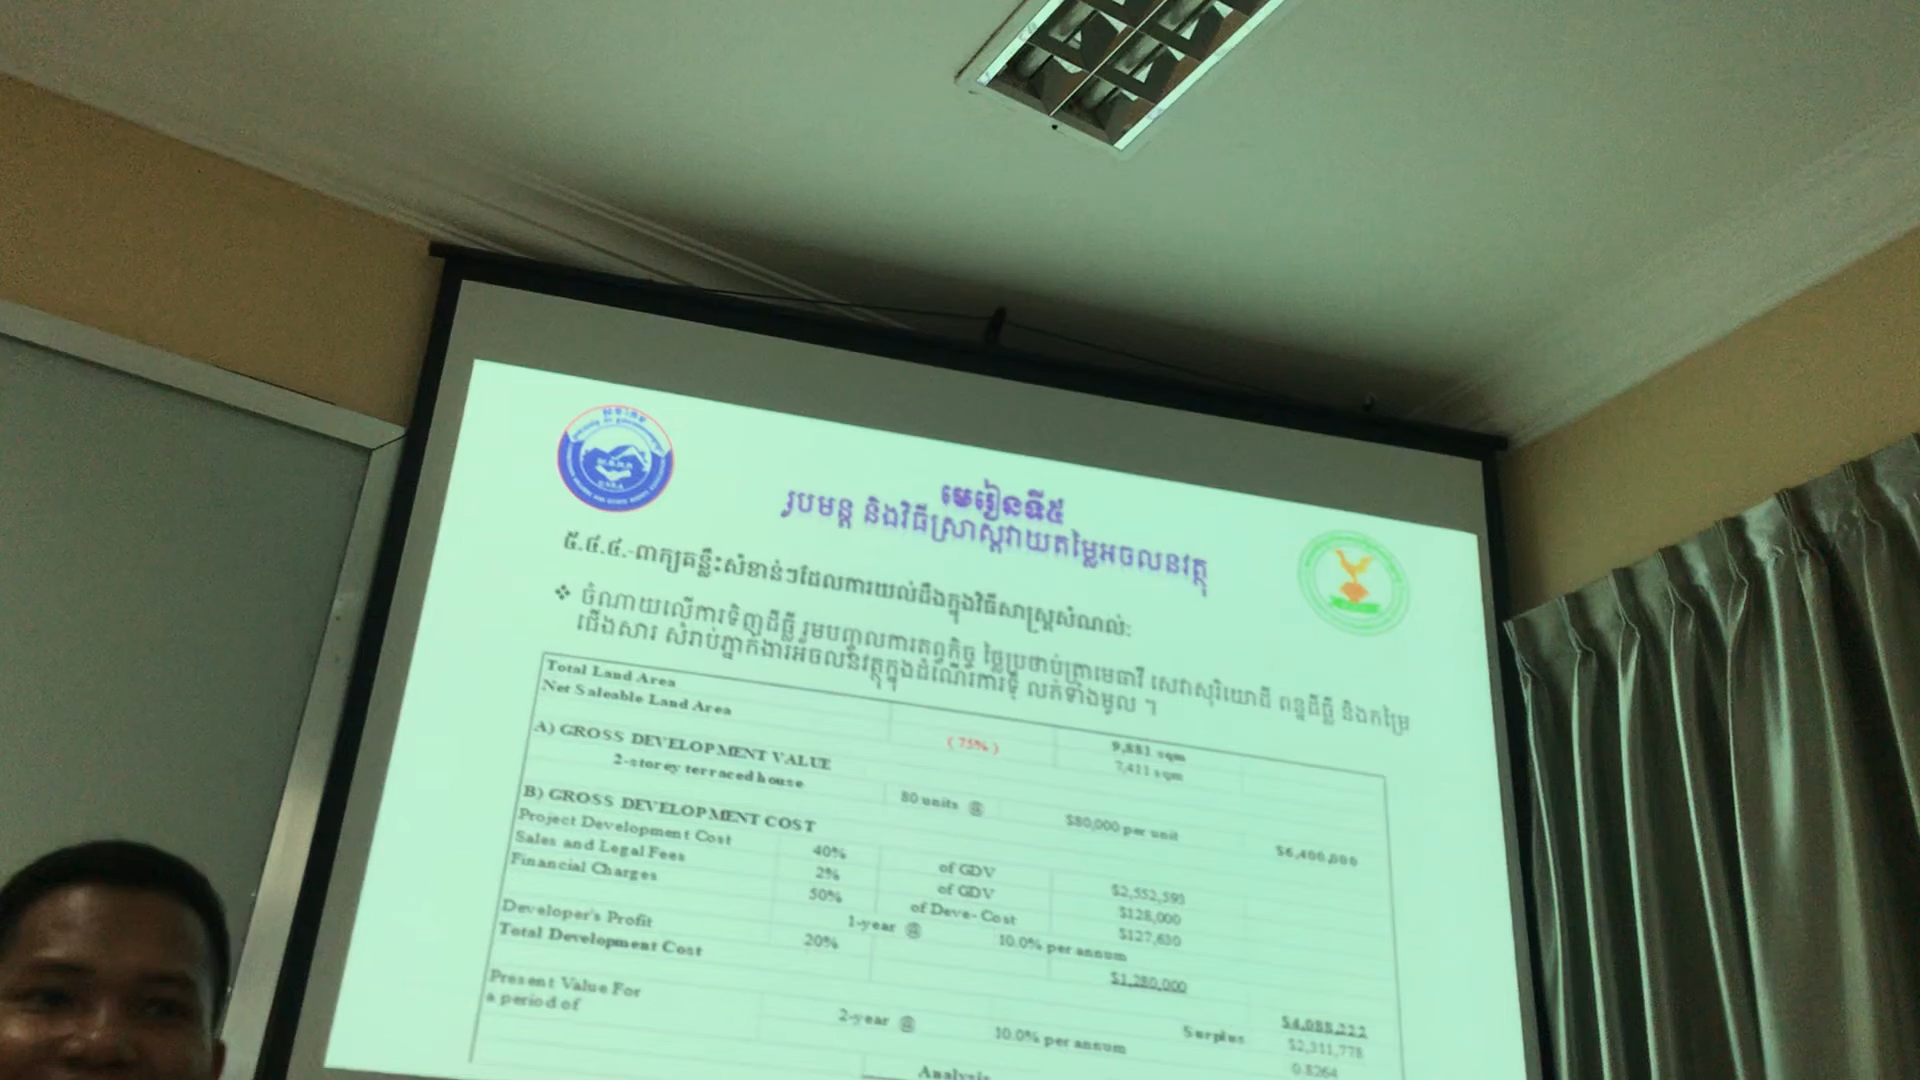 មេរៀនទី៥
រូបមន្ត និងវិធីស្រាស្តវាយតម្លៃអចលនវត្ថុ
៥.៤.៤.-ពាក្យគន្លឹះសំខាន់ៗដែលការយល់ដឹងក្នុងវិធីសាស្ត្រសំណល់:
❖ ចំណាយលើការទិញដីធ្លី រួមបញ្ចូលការតព្វកិច្ច ថ្លៃប្រថាប់ត្រាមេធាវី សេវាសុរិយោដី ពន្ធដីធ្លី និងកម្រៃ
ជើងសារ សំរាប់ភ្នាក់ងារអចលនវត្ថុក្នុងដំណើរការទិ លក់ទាំងមូល ។
Total Land Area 9,881 sqm
Net Saleable Land Area ( 75% ) 7,411 sqm
A) GROSS DEVELOPMENT VALUE
2-storey terraced house 80 units @ $80,000 per unit $6,400,000
B) GROSS DEVELOPMENT COST
Project Development Cost 40% of GDV $2,552,593
Sales and Legal Fees 2% of GDV $128,000
Financial Charges 50% of Deve- Cost $127,630
1-year @ 10.0% per annum
Developer's Profit 20% $1,280,000
Total Development Cost $4,088,222
Surplus $2,311,778
Present Value For 0.8264
a period of 2-year @ 10.0% per annum
Analysis